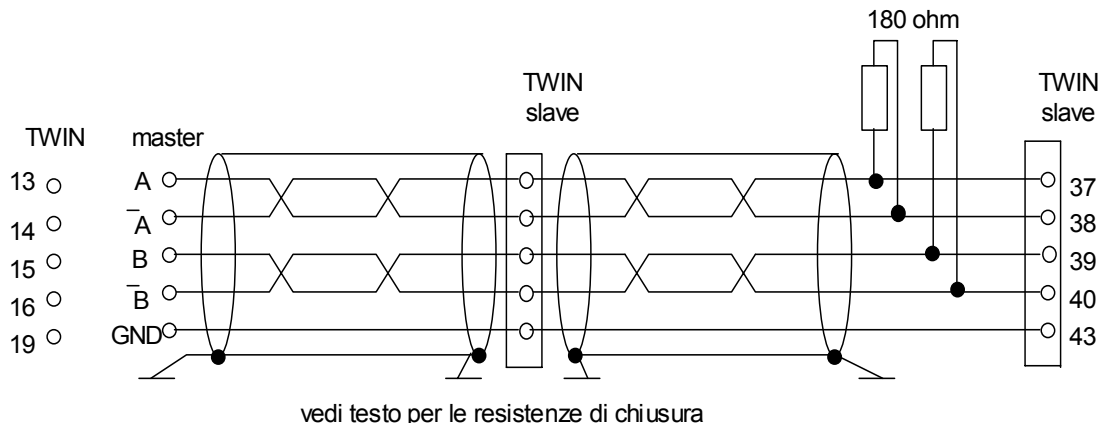 180 ohm
TWIN
slave
TWIN
slave
TWIN master
13 A 37
14 A̅ 38
15 B 39
16 B̅ 40
19 GND 43
vedi testo per le resistenze di chiusura